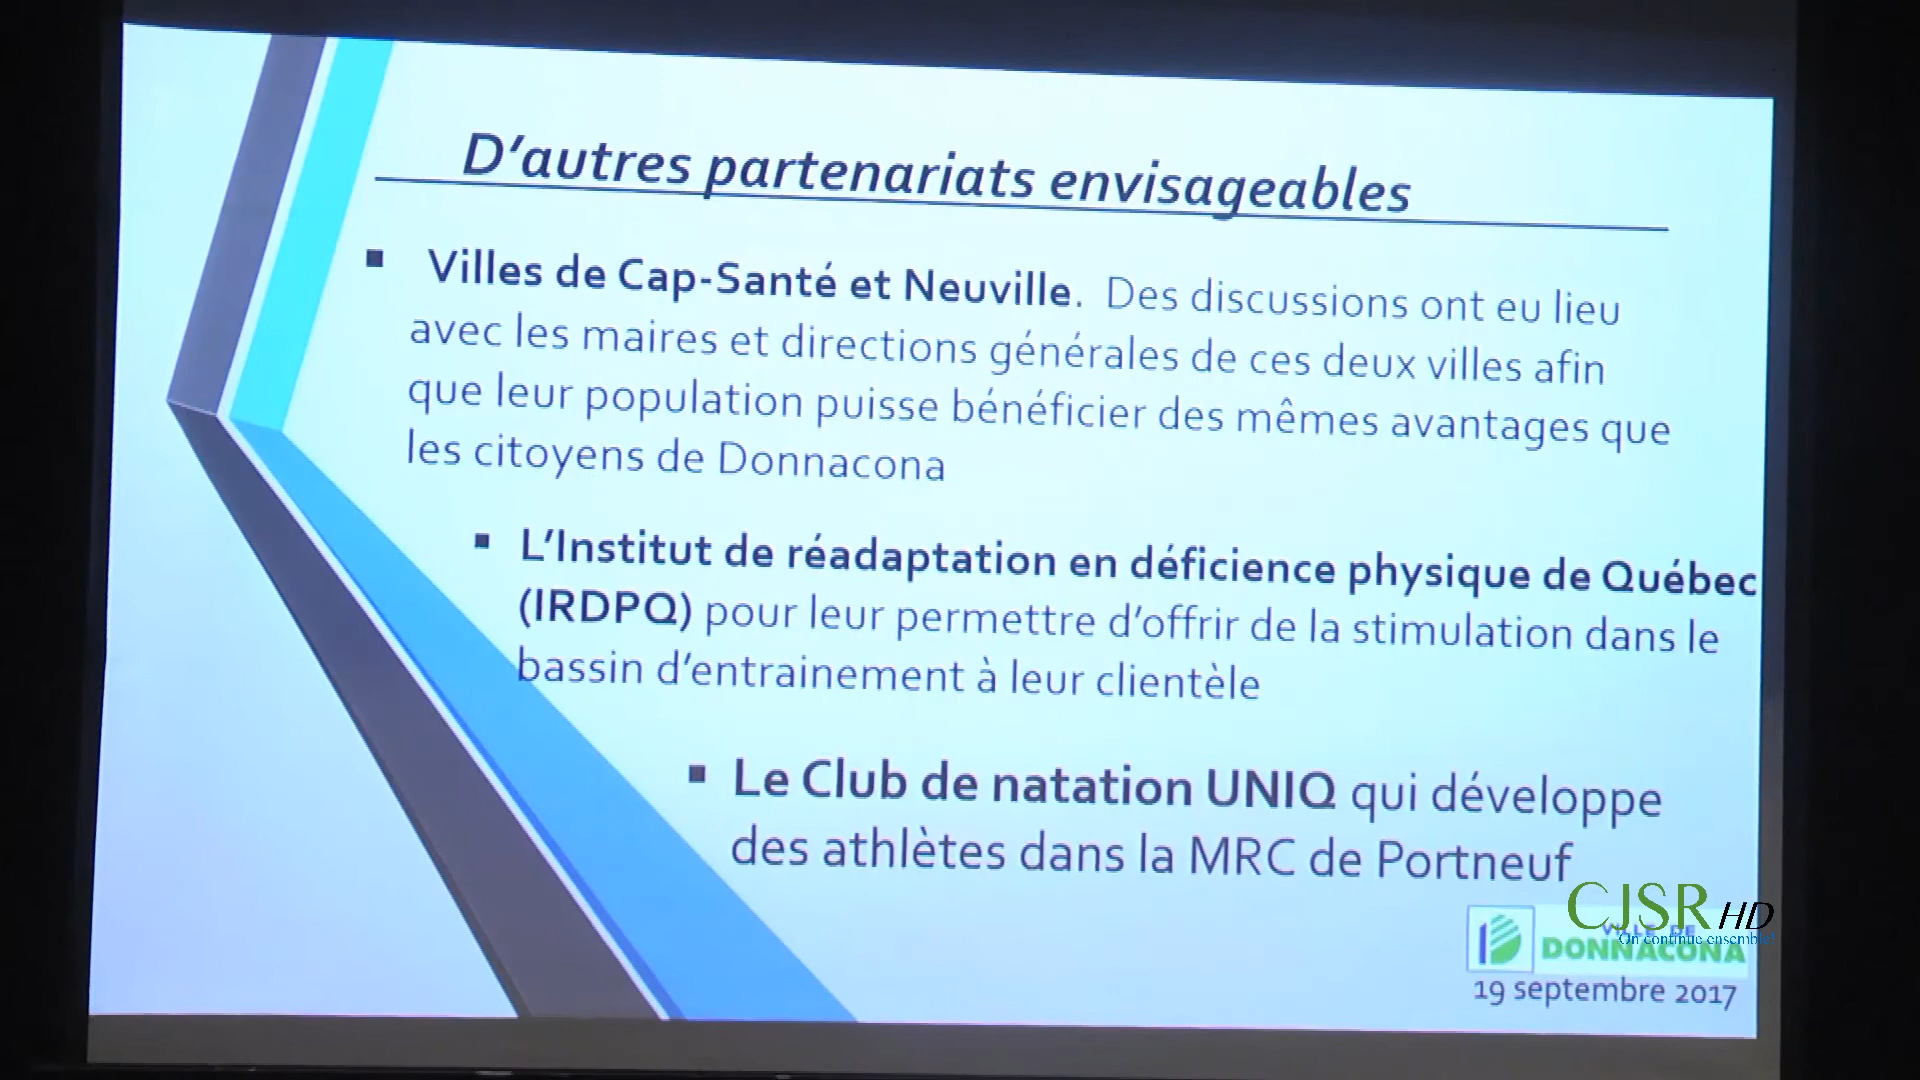 D'autres partenariats envisageables
▪ Villes de Cap-Santé et Neuville. Des discussions ont eu lieu
avec les maires et directions générales de ces deux villes afin
que leur population puisse bénéficier des mêmes avantages que
les citoyens de Donnacona
▪ L'Institut de réadaptation en déficience physique de Québec
(IRDPQ) pour leur permettre d'offrir de la stimulation dans le
bassin d'entrainement à leur clientèle
▪ Le Club de natation UNIQ qui développe
des athlètes dans la MRC de Portneuf
CJSR HD
On continue ensemble!
VILLE DE
DONNACONA
19 septembre 2017